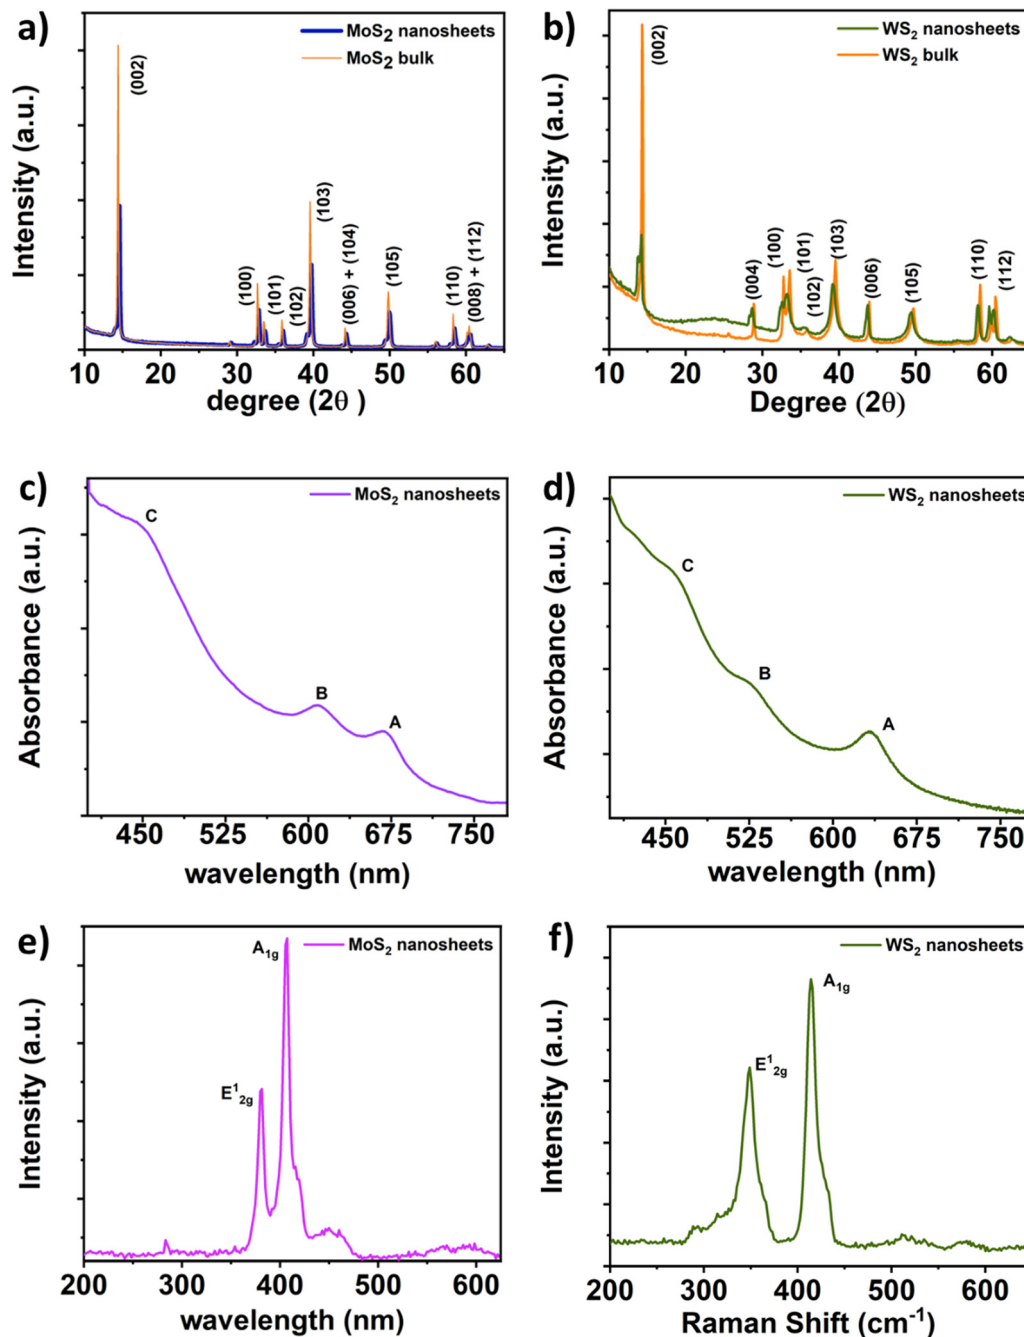 a)
MoS₂ nanosheets
MoS₂ bulk
(002)
(100)
(101)
(102)
(103)
(006) + (104)
(105)
(110)
(008) + (112)
Intensity (a.u.)
10 20 30 40 50 60
degree (2θ )
b)
WS₂ nanosheets
WS₂ bulk
(002)
(004)
(100)
(101)
(102)
(103)
(006)
(105)
(110)
(112)
Intensity (a.u.)
10 20 30 40 50 60
Degree (2θ)
c)
MoS₂ nanosheets
C
B
A
Absorbance (a.u.)
450 525 600 675 750
wavelength (nm)
d)
WS₂ nanosheets
C
B
A
Absorbance (a.u.)
450 525 600 675 750
wavelength (nm)
e)
MoS₂ nanosheets
A₁g
E¹₂g
Intensity (a.u.)
200 300 400 500 600
wavelength (nm)
f)
WS₂ nanosheets
A₁g
E¹₂g
Intensity (a.u.)
200 300 400 500 600
Raman Shift (cm⁻¹)